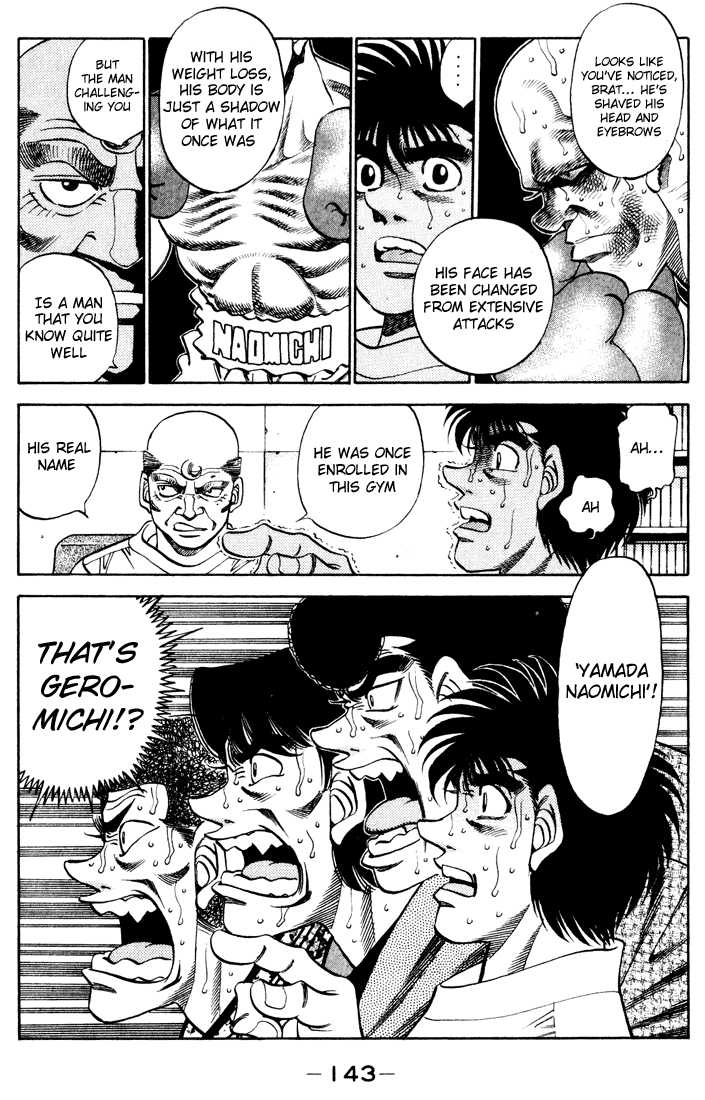 LOOKS LIKE
YOU'VE NOTICED,
BRAT... HE'S
SHAVED HIS
HEAD AND
EYEBROWS
HIS FACE HAS
BEEN CHANGED
FROM EXTENSIVE
ATTACKS
...
WITH HIS
WEIGHT LOSS,
HIS BODY IS
JUST A SHADOW
OF WHAT IT
ONCE WAS
NAOMICHI
BUT
THE MAN
CHALLENG-
ING YOU
IS A MAN
THAT YOU
KNOW QUITE
WELL
AH...
AH
HE WAS ONCE
ENROLLED IN
THIS GYM
HIS REAL
NAME
'YAMADA
NAOMICHI'!
THAT'S
GERO-
MICHI!?
-143-